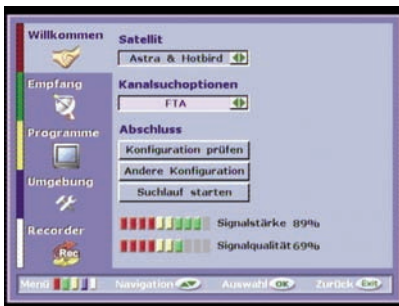 Willkommen
Empfang
Programme
Umgebung
Recorder
Rec
Satellit
Astra & Hotbird
Kanalsuchoptionen
FTA
Abschluss
Konfiguration prüfen
Andere Konfiguration
Suchlauf starten
Signalstärke 89%
Signalqualität 69%
Menü Navigation Auswahl OK Zurück Exit